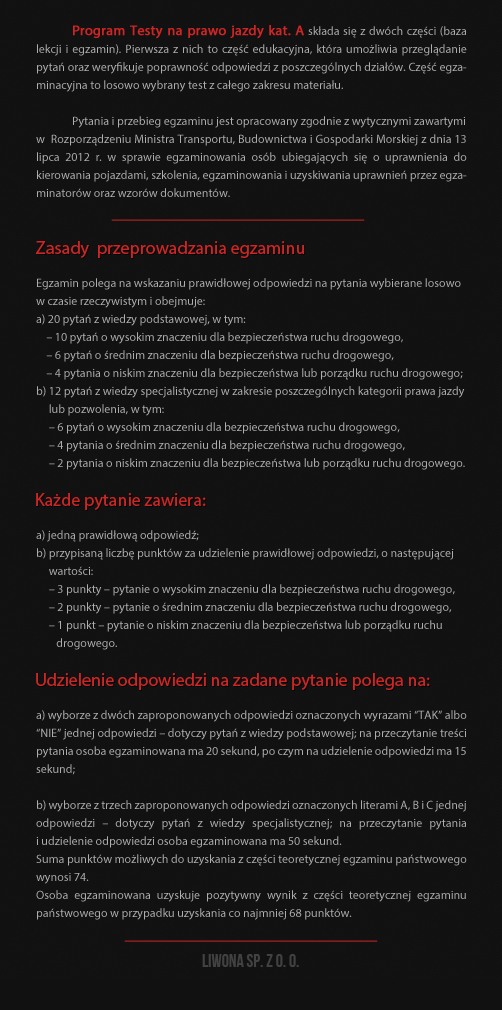 Program Testy na prawo jazdy kat. A składa się z dwóch części (baza
lekcji i egzamin). Pierwsza z nich to część edukacyjna, która umożliwia przeglądanie
pytań oraz weryfikuje poprawność odpowiedzi z poszczególnych działów. Część egza-
minacyjna to losowo wybrany test z całego zakresu materiału.
Pytania i przebieg egzaminu jest opracowany zgodnie z wytycznymi zawartymi
w Rozporządzeniu Ministra Transportu, Budownictwa i Gospodarki Morskiej z dnia 13
lipca 2012 r. w sprawie egzaminowania osób ubiegających się o uprawnienia do
kierowania pojazdami, szkolenia, egzaminowania i uzyskiwania uprawnień przez egza-
minatorów oraz wzorów dokumentów.
Zasady przeprowadzania egzaminu
Egzamin polega na wskazaniu prawidłowej odpowiedzi na pytania wybierane losowo
w czasie rzeczywistym i obejmuje:
a) 20 pytań z wiedzy podstawowej, w tym:
– 10 pytań o wysokim znaczeniu dla bezpieczeństwa ruchu drogowego,
– 6 pytań o średnim znaczeniu dla bezpieczeństwa ruchu drogowego,
– 4 pytania o niskim znaczeniu dla bezpieczeństwa lub porządku ruchu drogowego;
b) 12 pytań z wiedzy specjalistycznej w zakresie poszczególnych kategorii prawa jazdy
lub pozwolenia, w tym:
– 6 pytań o wysokim znaczeniu dla bezpieczeństwa ruchu drogowego,
– 4 pytania o średnim znaczeniu dla bezpieczeństwa ruchu drogowego,
– 2 pytania o niskim znaczeniu dla bezpieczeństwa lub porządku ruchu drogowego.
Każde pytanie zawiera:
a) jedną prawidłową odpowiedź;
b) przypisaną liczbę punktów za udzielenie prawidłowej odpowiedzi, o następującej
wartości:
– 3 punkty – pytanie o wysokim znaczeniu dla bezpieczeństwa ruchu drogowego,
– 2 punkty – pytanie o średnim znaczeniu dla bezpieczeństwa ruchu drogowego,
– 1 punkt – pytanie o niskim znaczeniu dla bezpieczeństwa lub porządku ruchu
drogowego.
Udzielenie odpowiedzi na zadane pytanie polega na:
a) wyborze z dwóch zaproponowanych odpowiedzi oznaczonych wyrazami “TAK” albo
“NIE” jednej odpowiedzi – dotyczy pytań z wiedzy podstawowej; na przeczytanie treści
pytania osoba egzaminowana ma 20 sekund, po czym na udzielenie odpowiedzi ma 15
sekund;
b) wyborze z trzech zaproponowanych odpowiedzi oznaczonych literami A, B i C jednej
odpowiedzi – dotyczy pytań z wiedzy specjalistycznej; na przeczytanie pytania
i udzielenie odpowiedzi osoba egzaminowana ma 50 sekund.
Suma punktów możliwych do uzyskania z części teoretycznej egzaminu państwowego
wynosi 74.
Osoba egzaminowana uzyskuje pozytywny wynik z części teoretycznej egzaminu
państwowego w przypadku uzyskania co najmniej 68 punktów.
LIWONA SP. Z O. O.